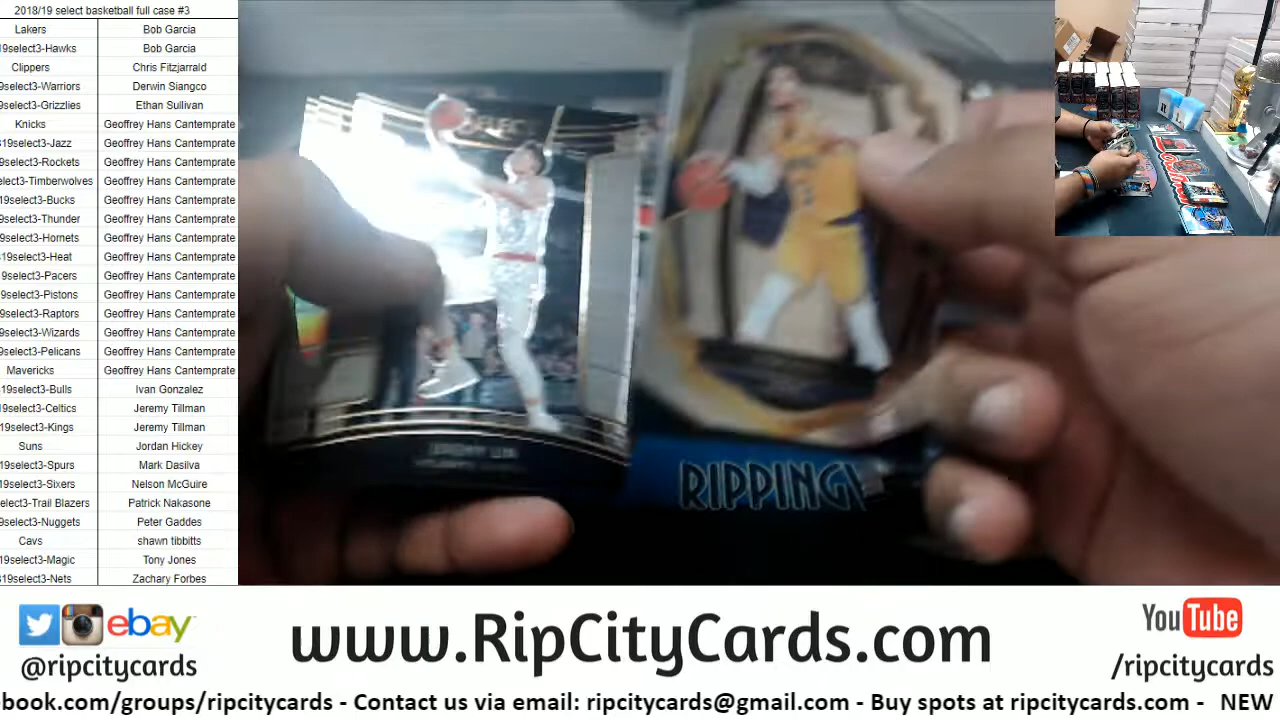 2018/19 select basketball full case #3
Lakers Bob Garcia
19select3-Hawks Bob Garcia
Clippers Chris Fitzjarrald
9select3-Warriors Derwin Siangco
9select3-Grizzlies Ethan Sullivan
Knicks Geoffrey Hans Cantemprate
19select3-Jazz Geoffrey Hans Cantemprate
9select3-Rockets Geoffrey Hans Cantemprate
elect3-Timberwolves Geoffrey Hans Cantemprate
19select3-Bucks Geoffrey Hans Cantemprate
9select3-Thunder Geoffrey Hans Cantemprate
9select3-Hornets Geoffrey Hans Cantemprate
19select3-Heat Geoffrey Hans Cantemprate
9select3-Pacers Geoffrey Hans Cantemprate
9select3-Pistons Geoffrey Hans Cantemprate
9select3-Raptors Geoffrey Hans Cantemprate
9select3-Wizards Geoffrey Hans Cantemprate
9select3-Pelicans Geoffrey Hans Cantemprate
Mavericks Geoffrey Hans Cantemprate
19select3-Bulls Ivan Gonzalez
19select3-Celtics Jeremy Tillman
19select3-Kings Jeremy Tillman
Suns Jordan Hickey
19select3-Spurs Mark Dasilva
19select3-Sixers Nelson McGuire
select3-Trail Blazers Patrick Nakasone
9select3-Nuggets Peter Gaddes
Cavs shawn tibbitts
19select3-Magic Tony Jones
19select3-Nets Zachary Forbes
JEREMY LIN
RIPPING
ebay
@ripcitycards
www.RipCityCards.com
YouTube
/ripcitycards
book.com/groups/ripcitycards - Contact us via email: ripcitycards@gmail.com - Buy spots at ripcitycards.com - NEW